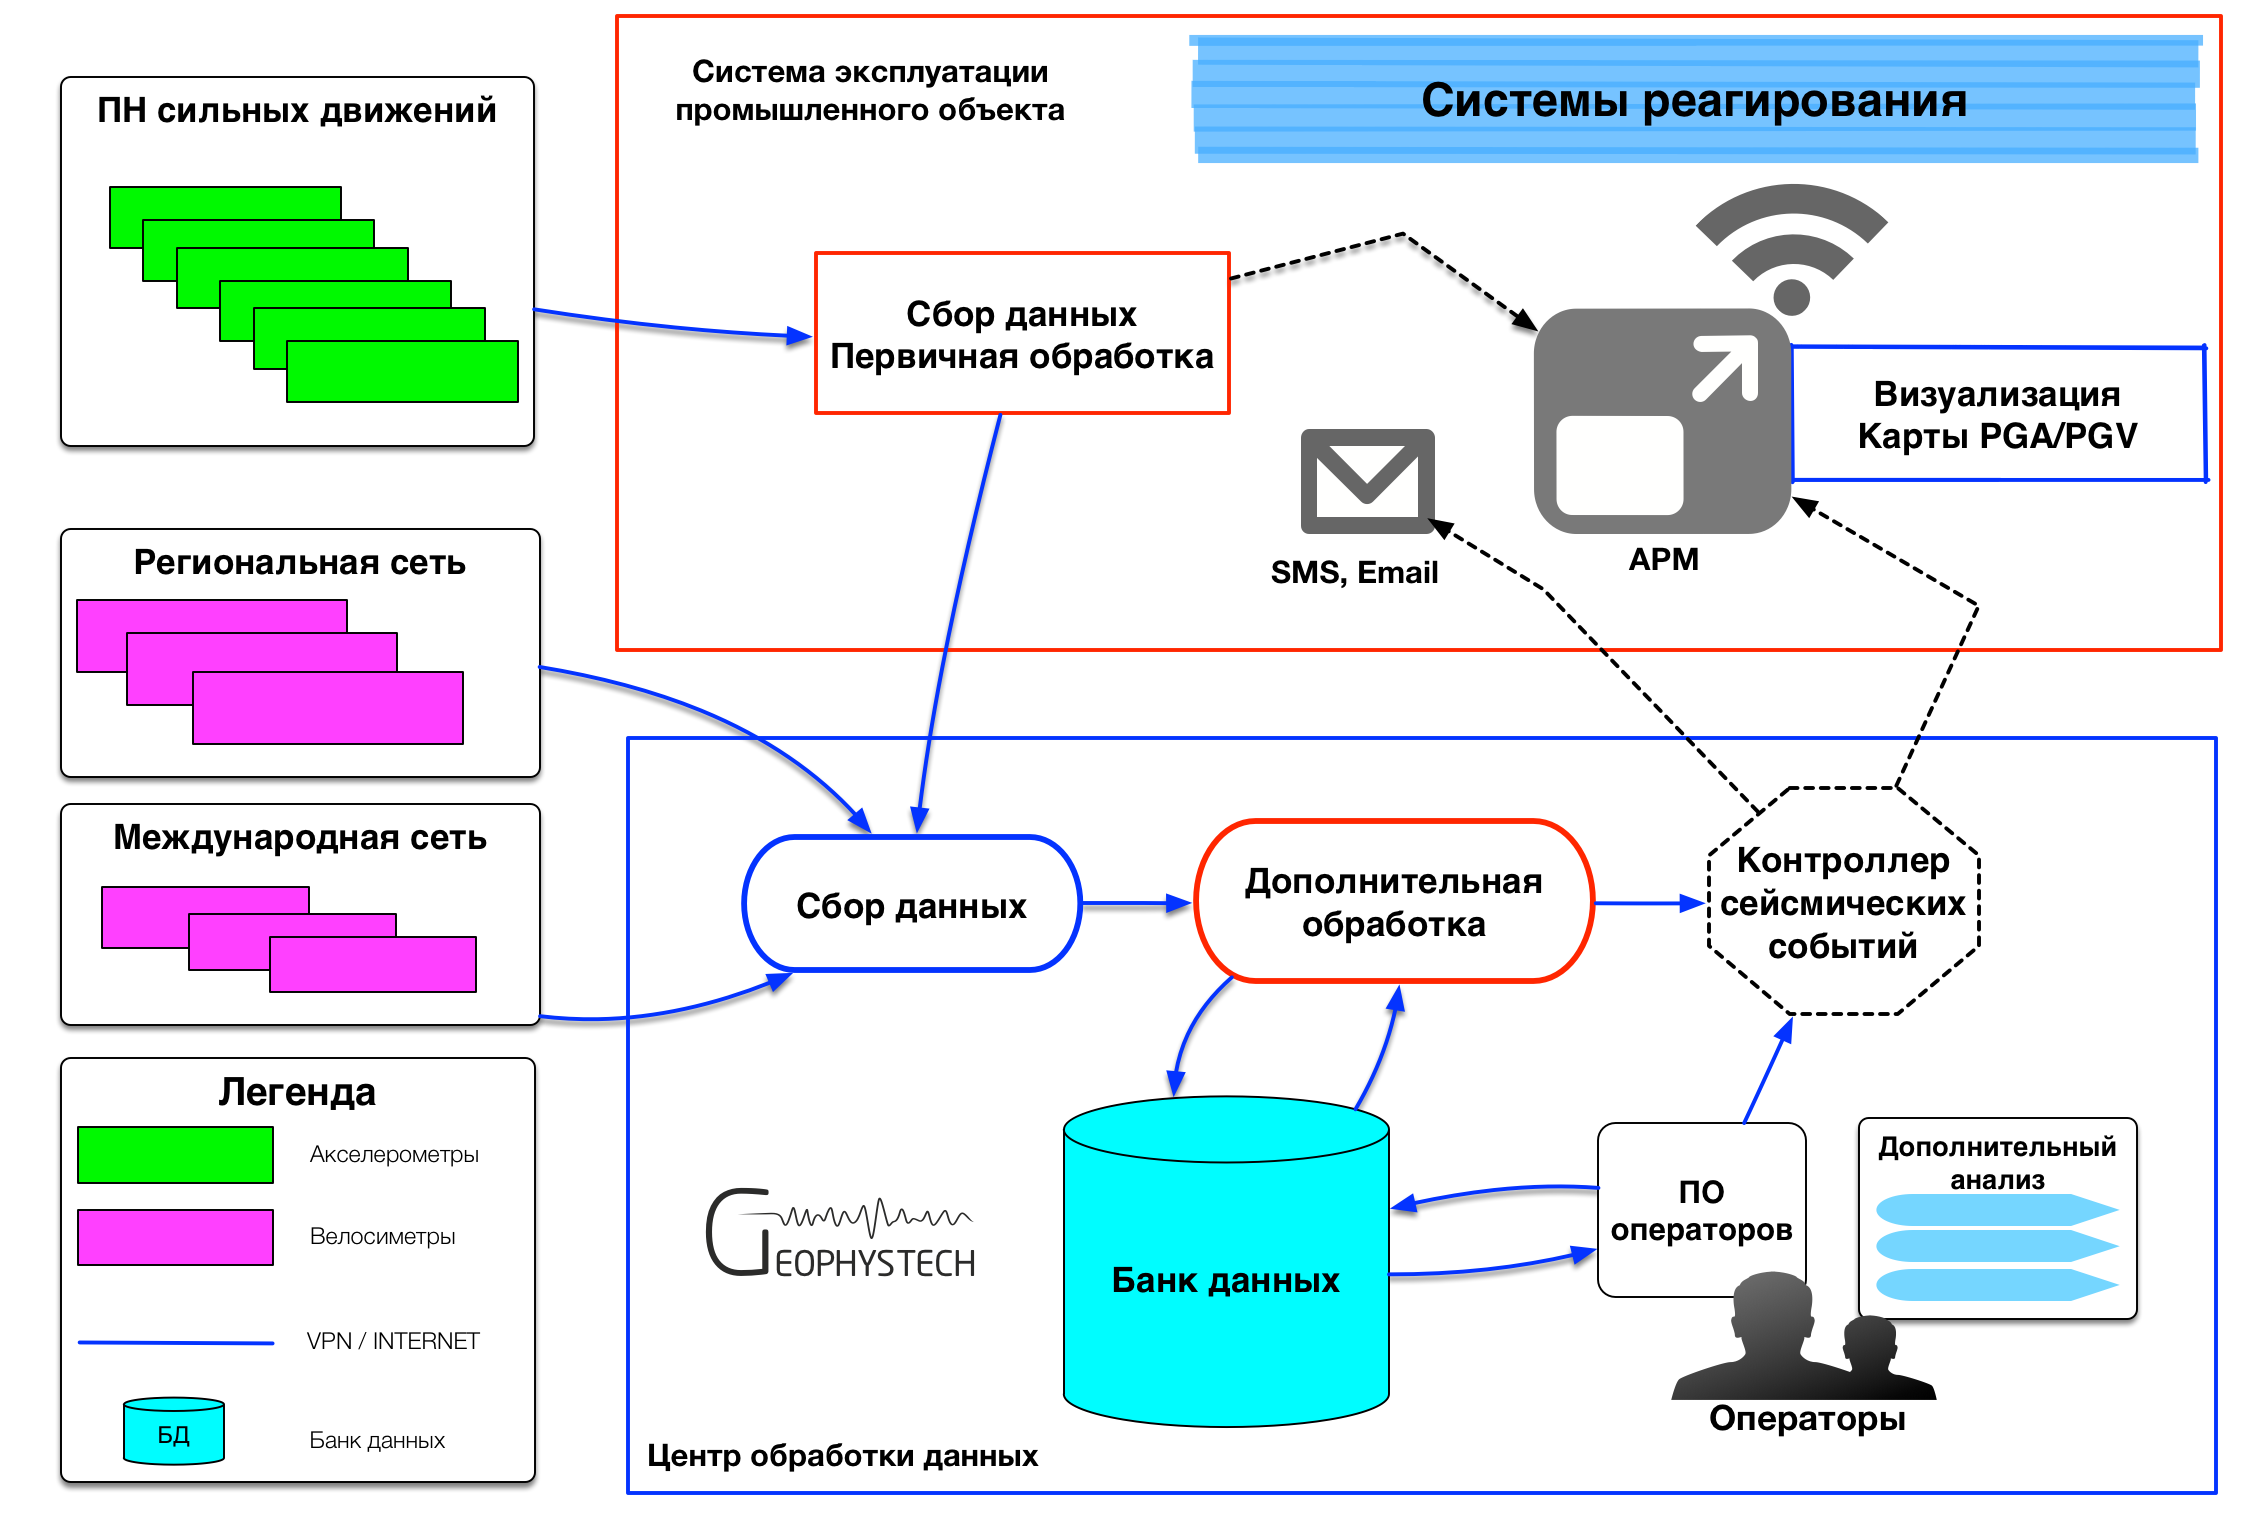 ПН сильных движений
Система эксплуатации
промышленного объекта
Системы реагирования
Сбор данных
Первичная обработка
Визуализация
Карты PGA/PGV
SMS, Email
АРМ
Региональная сеть
Международная сеть
Сбор данных
Дополнительная
обработка
Контроллер
сейсмических
событий
Легенда
Акселерометры
Велосиметры
VPN / INTERNET
БД
Банк данных
GEOPHYSTECH
Банк данных
ПО
операторов
Дополнительный
анализ
Операторы
Центр обработки данных